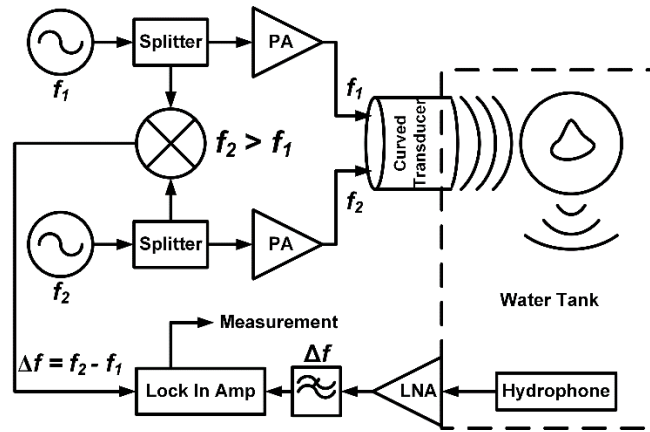 Splitter
PA
f₁
f₁
f₂ > f₁
Curved
Transducer
f₂
Splitter
PA
f₂
Water Tank
Measurement
Δf = f₂ - f₁
Δf
Lock In Amp
LNA
Hydrophone